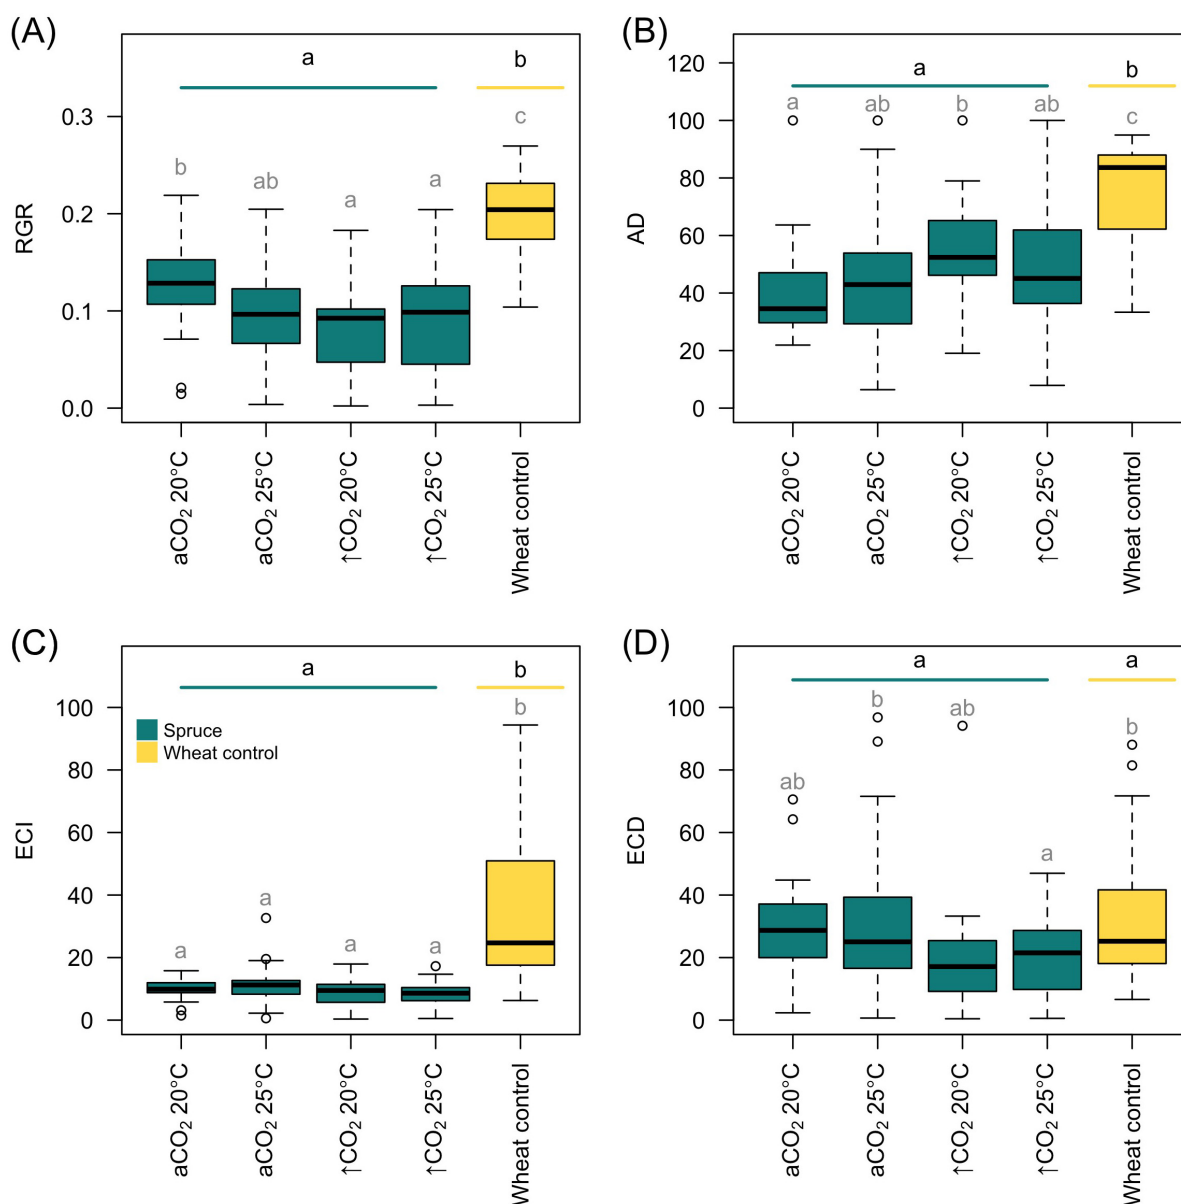 (A)
a
b
b
ab
a
a
c
RGR
0.3
0.2
0.1
0.0
aCO₂ 20°C
aCO₂ 25°C
↑CO₂ 20°C
↑CO₂ 25°C
Wheat control
(B)
a
b
a
ab
b
ab
c
AD
120
100
80
60
40
20
0
aCO₂ 20°C
aCO₂ 25°C
↑CO₂ 20°C
↑CO₂ 25°C
Wheat control
(C)
a
b
a
a
a
a
b
Spruce
Wheat control
ECI
100
80
60
40
20
0
aCO₂ 20°C
aCO₂ 25°C
↑CO₂ 20°C
↑CO₂ 25°C
Wheat control
(D)
a
a
ab
b
ab
a
b
ECD
100
80
60
40
20
0
aCO₂ 20°C
aCO₂ 25°C
↑CO₂ 20°C
↑CO₂ 25°C
Wheat control